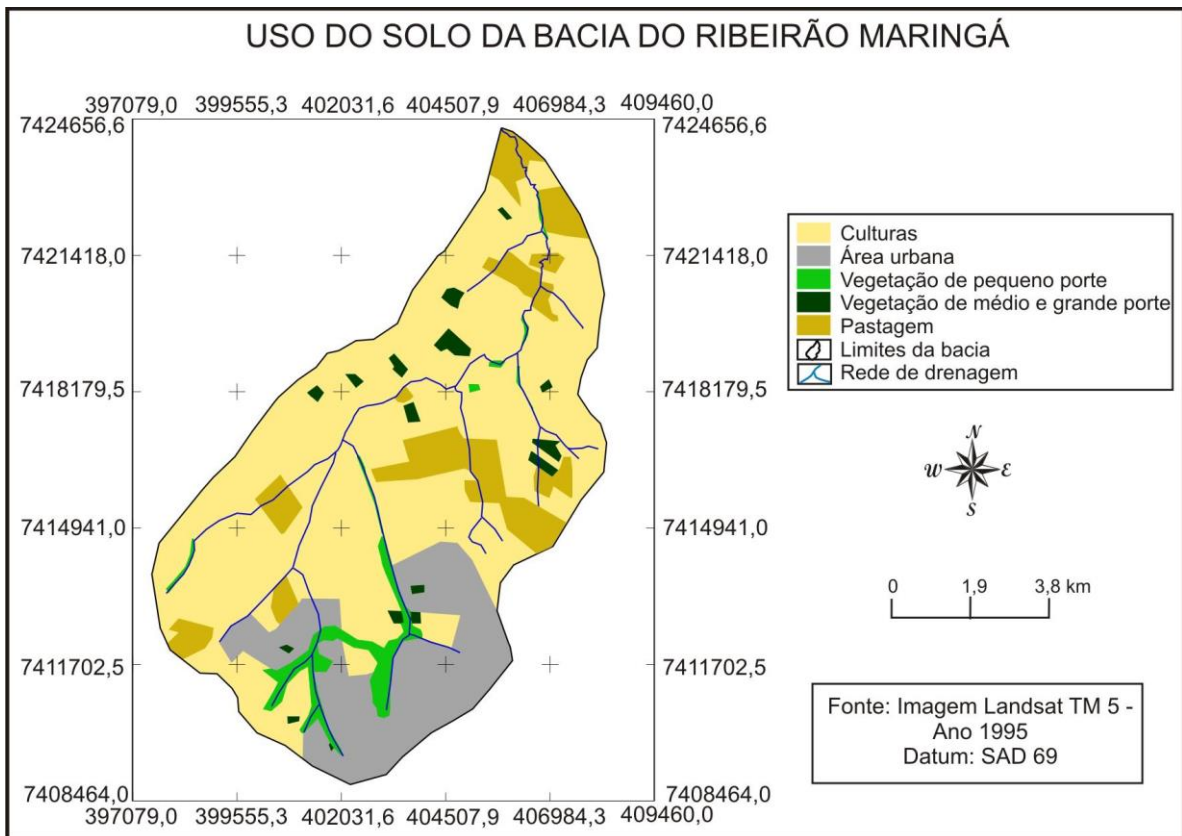 USO DO SOLO DA BACIA DO RIBEIRÃO MARINGÁ
397079,0 399555,3 402031,6 404507,9 406984,3 409460,0
7424656,6 7424656,6
7421418,0 7421418,0
7418179,5 7418179,5
7414941,0 7414941,0
7411702,5 7411702,5
7408464,0 7408464,0
397079,0 399555,3 402031,6 404507,9 406984,3 409460,0
Culturas
Área urbana
Vegetação de pequeno porte
Vegetação de médio e grande porte
Pastagem
Limites da bacia
Rede de drenagem
N
W E
S
0 1,9 3,8 km
Fonte: Imagem Landsat TM 5 -
Ano 1995
Datum: SAD 69